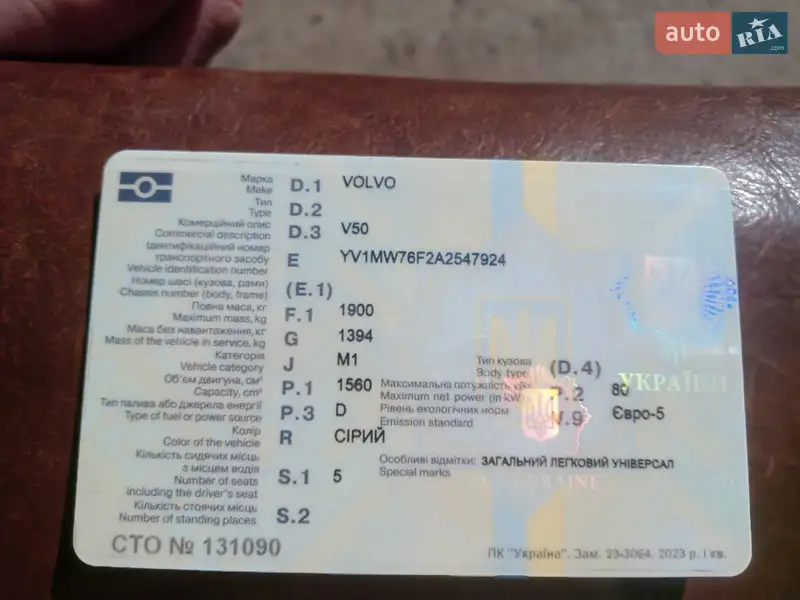 auto RIA .com
Марка D.1 VOLVO
Make
Тип D.2
Type
Комерційний опис D.3 V50
Commercial description
Ідентифікаційний номер
транспортного засобу E YV1MW76F2A2547924
Vehicle identification number
Номер шасі (кузова, рами) (E.1)
Chassis number (body, frame)
Повна маса, кг F.1 1900
Maximum mass, kg
Маса без навантаження, кг G 1394
Mass of the vehicle in service, kg
Категорія J M1
Vehicle category
Тип кузова (D.4)
Body type
Об'єм двигуна, см³ P.1 1560
Capacity, cm³
Максимальна потужність P.2 80
Maximum net power (in kW)
УКРАЇНИ
Тип палива або джерела енергії P.3 D
Type of fuel or power source
Рівень екологічних норм V.9 Євро-5
Emission standard
Колір R СІРИЙ
Color of the vehicle
Кількість сидячих місць
з місцем водія S.1 5
Number of seats
including the driver's seat
Особливі відмітки: ЗАГАЛЬНИЙ ЛЕГКОВИЙ УНІВЕРСАЛ
Special marks
Кількість стоячих місць S.2
Number of standing places
СТО № 131090
ПК "Україна". Зам. 23-3064. 2023 р. І кв.